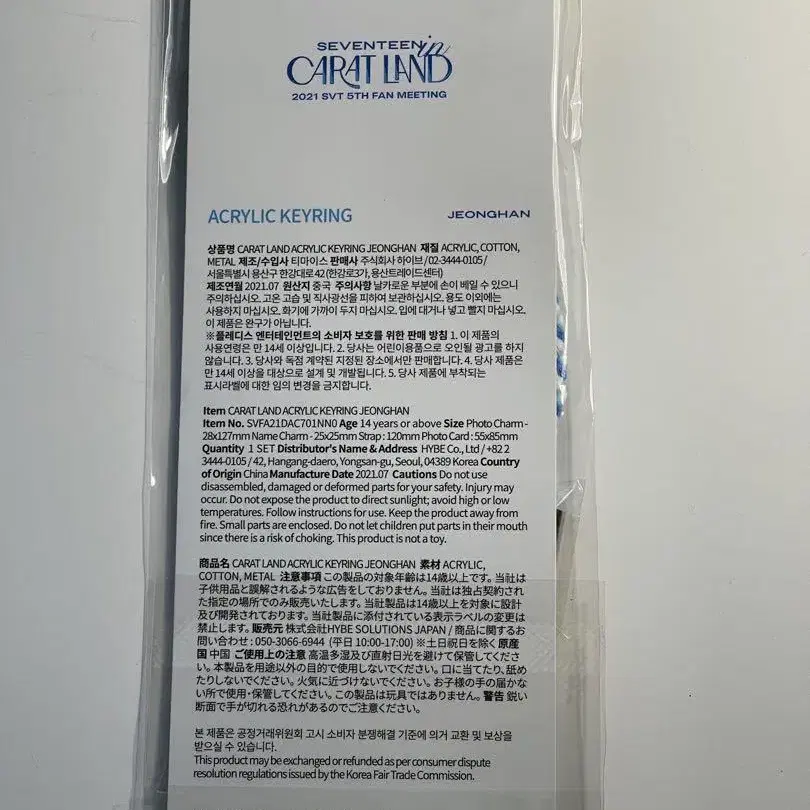 SEVENTEEN in
CARAT LAND
2021 SVT 5TH FAN MEETING
ACRYLIC KEYRING
JEONGHAN
상품명 CARAT LAND ACRYLIC KEYRING JEONGHAN 재질 ACRYLIC, COTTON,
METAL 제조/수입사 티마이스 판매사 주식회사 하이브/02-3444-0105/
서울특별시 용산구 한강대로 42 (한강로3가, 용산트레이드센터)
제조연월 2021.07 원산지 중국 주의사항 날카로운 부분에 손이 베일 수 있으니
주의하십시오. 고온 고습 및 직사광선을 피하여 보관하십시오. 용도 이외에는
사용하지 마십시오. 화기에 가까이 두지 마십시오. 입에 대거나 넣고 빨지 마십시오.
이 제품은 완구가 아닙니다.
※플레디스 엔터테인먼트의 소비자 보호를 위한 판매 방침 1. 이 제품의
사용연령은 만 14세 이상입니다. 2. 당사는 어린이용품으로 오인될 광고를 하지
않습니다. 3. 당사와 독점 계약된 지정된 장소에서만 판매합니다. 4. 당사 제품은
만 14세 이상을 대상으로 설계 및 개발됩니다. 5. 당사 제품에 부착되는
표시라벨에 대한 임의 변경을 금지합니다.
Item CARAT LAND ACRYLIC KEYRING JEONGHAN
Item No. SVFA21DAC701NN0 Age 14 years or above Size Photo Charm -
28x127mm Name Charm - 25x25mm Strap : 120mm Photo Card : 55x85mm
Quantity 1 SET Distributor's Name & Address HYBE Co., Ltd / +82 2
3444-0105 / 42, Hangang-daero, Yongsan-gu, Seoul, 04389 Korea Country
of Origin China Manufacture Date 2021.07 Cautions Do not use
disassembled, damaged or deformed parts for your safety. Injury may
occur. Do not expose the product to direct sunlight; avoid high or low
temperatures. Follow instructions for use. Keep the product away from
fire. Small parts are enclosed. Do not let children put parts in their mouth
since there is a risk of choking. This product is not a toy.
商品名 CARAT LAND ACRYLIC KEYRING JEONGHAN 素材 ACRYLIC,
COTTON, METAL 注意事項 この製品の対象年齢は14歳以上です。当社は
子供用品と誤解されるような広告をしておりません。当社は独占契約され
た指定の場所でのみ販売いたします。当社製品は14歳以上を対象に設計
及び開発されております。当社製品に添付されている表示ラベルの変更は
禁止します。販売元 株式会社HYBE SOLUTIONS JAPAN / 商品に関するお
問い合わせ : 050-3066-6944 (平日 10:00-17:00) ※土日祝日を除く 原産
国 中国 ご使用上の注意 高温多湿及び直射日光を避けて保管してくださ
い。本製品を用途以外の目的で使用しないでください。口に当てたり、舐め
たりしないでください。火気に近づけないでください。お子様の手の届かな
い所で使用・保管してください。この製品は玩具ではありません。警告 鋭い
断面で手が切れる恐れがあるのでご注意ください。
본 제품은 공정거래위원회 고시 소비자 분쟁해결 기준에 의거 교환 및 보상을
받으실 수 있습니다.
This product may be exchanged or refunded as per consumer dispute
resolution regulations issued by the Korea Fair Trade Commission.